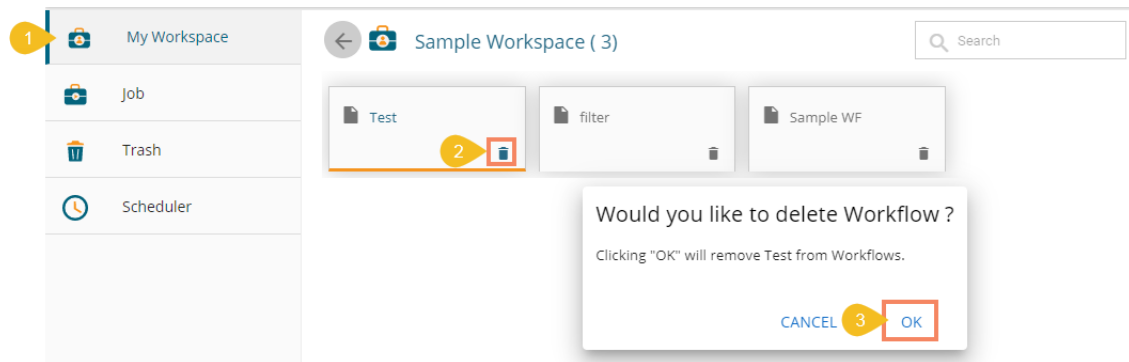 1
My Workspace
Job
Trash
Scheduler
Sample Workspace ( 3)
Search
Test
filter
Sample WF
2
Would you like to delete Workflow ?
Clicking "OK" will remove Test from Workflows.
CANCEL
3
OK